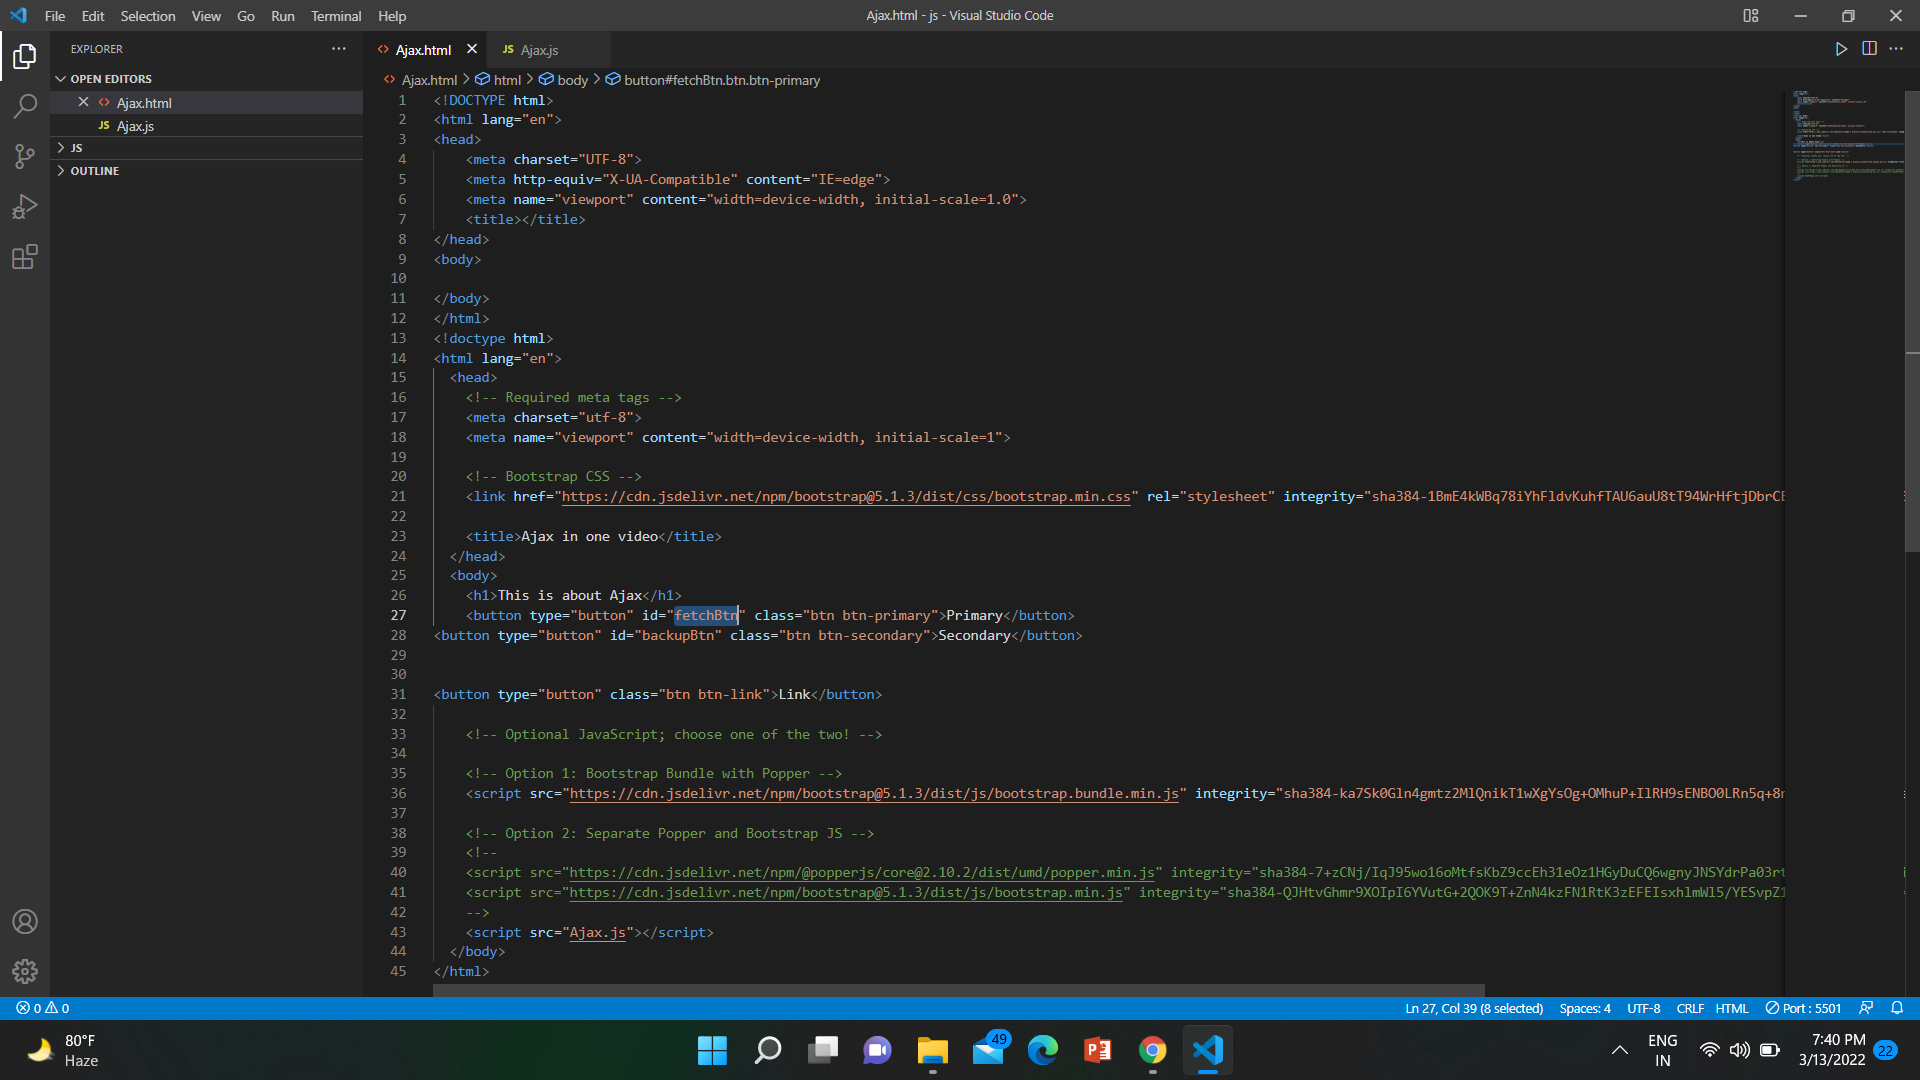 File Edit Selection View Go Run Terminal Help
Ajax.html - js - Visual Studio Code
EXPLORER
OPEN EDITORS
Ajax.html
JS Ajax.js
JS
OUTLINE
Ajax.html
JS Ajax.js
Ajax.html > html > body > button#fetchBtn.btn.btn-primary
1 <!DOCTYPE html>
2 <html lang="en">
3 <head>
4 <meta charset="UTF-8">
5 <meta http-equiv="X-UA-Compatible" content="IE=edge">
6 <meta name="viewport" content="width=device-width, initial-scale=1.0">
7 <title></title>
8 </head>
9 <body>
10
11 </body>
12 </html>
13 <!doctype html>
14 <html lang="en">
15 <head>
16 <!-- Required meta tags -->
17 <meta charset="utf-8">
18 <meta name="viewport" content="width=device-width, initial-scale=1">
19
20 <!-- Bootstrap CSS -->
21 <link href="https://cdn.jsdelivr.net/npm/bootstrap@5.1.3/dist/css/bootstrap.min.css" rel="stylesheet" integrity="sha384-1BmE4kWBq78iYhFldvKuhfTAU6auU8tT94WrHftjDbrCE
22
23 <title>Ajax in one video</title>
24 </head>
25 <body>
26 <h1>This is about Ajax</h1>
27 <button type="button" id="fetchBtn" class="btn btn-primary">Primary</button>
28 <button type="button" id="backupBtn" class="btn btn-secondary">Secondary</button>
29
30
31 <button type="button" class="btn btn-link">Link</button>
32
33 <!-- Optional JavaScript; choose one of the two! -->
34
35 <!-- Option 1: Bootstrap Bundle with Popper -->
36 <script src="https://cdn.jsdelivr.net/npm/bootstrap@5.1.3/dist/js/bootstrap.bundle.min.js" integrity="sha384-ka7Sk0Gln4gmtz2MlQnikT1wXgYsOg+OMhuP+IlRH9sENBO0LRn5q+8n
37
38 <!-- Option 2: Separate Popper and Bootstrap JS -->
39 <!--
40 <script src="https://cdn.jsdelivr.net/npm/@popperjs/core@2.10.2/dist/umd/popper.min.js" integrity="sha384-7+zCNj/IqJ95wo16oMtfsKbZ9ccEh31eOz1HGyDuCQ6wgnyJNSYdrPa03rt
41 <script src="https://cdn.jsdelivr.net/npm/bootstrap@5.1.3/dist/js/bootstrap.min.js" integrity="sha384-QJHtvGhmr9XOIpI6YVutG+2QOK9T+ZnN4kzFN1RtK3zEFEIsxhlmWl5/YESvpZ1
42 -->
43 <script src="Ajax.js"></script>
44 </body>
45 </html>
0 0
Ln 27, Col 39 (8 selected) Spaces: 4 UTF-8 CRLF HTML Port : 5501
80°F
Haze
49
ENG
IN
7:40 PM
3/13/2022
22